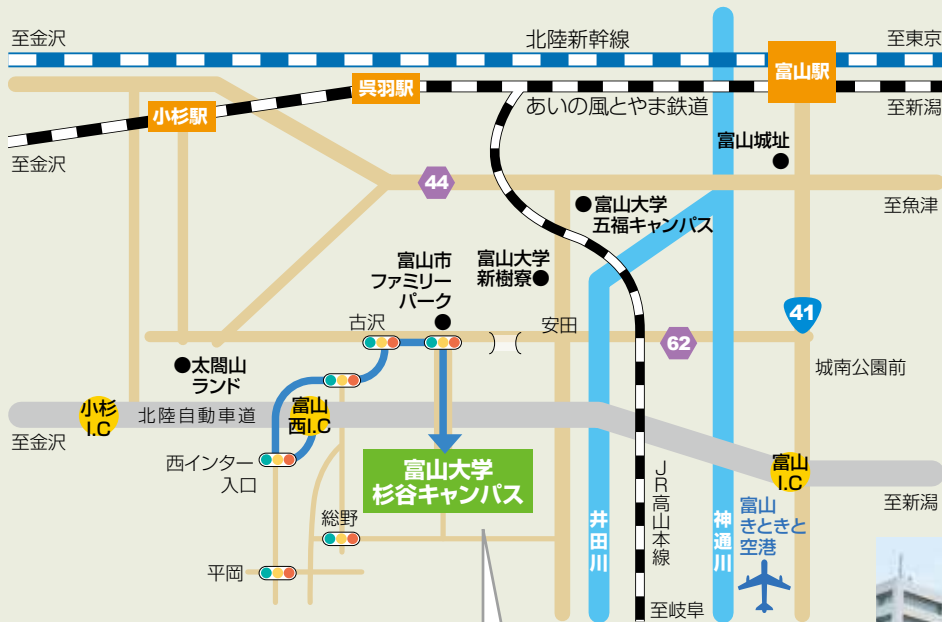 至金沢
北陸新幹線
至東京
富山駅
呉羽駅
小杉駅
あいの風とやま鉄道
至新潟
至金沢
富山城址
44
至魚津
富山大学
五福キャンパス
富山市
ファミリー
パーク
富山大学
新樹寮
古沢
安田
41
62
太閤山
ランド
城南公園前
小杉
I.C
北陸自動車道
富山
西I.C
至金沢
西インター
入口
富山大学
杉谷キャンパス
富山
I.C
JR高山本線
至新潟
総野
井田川
神通川
富山
きときと
空港
平岡
至岐阜